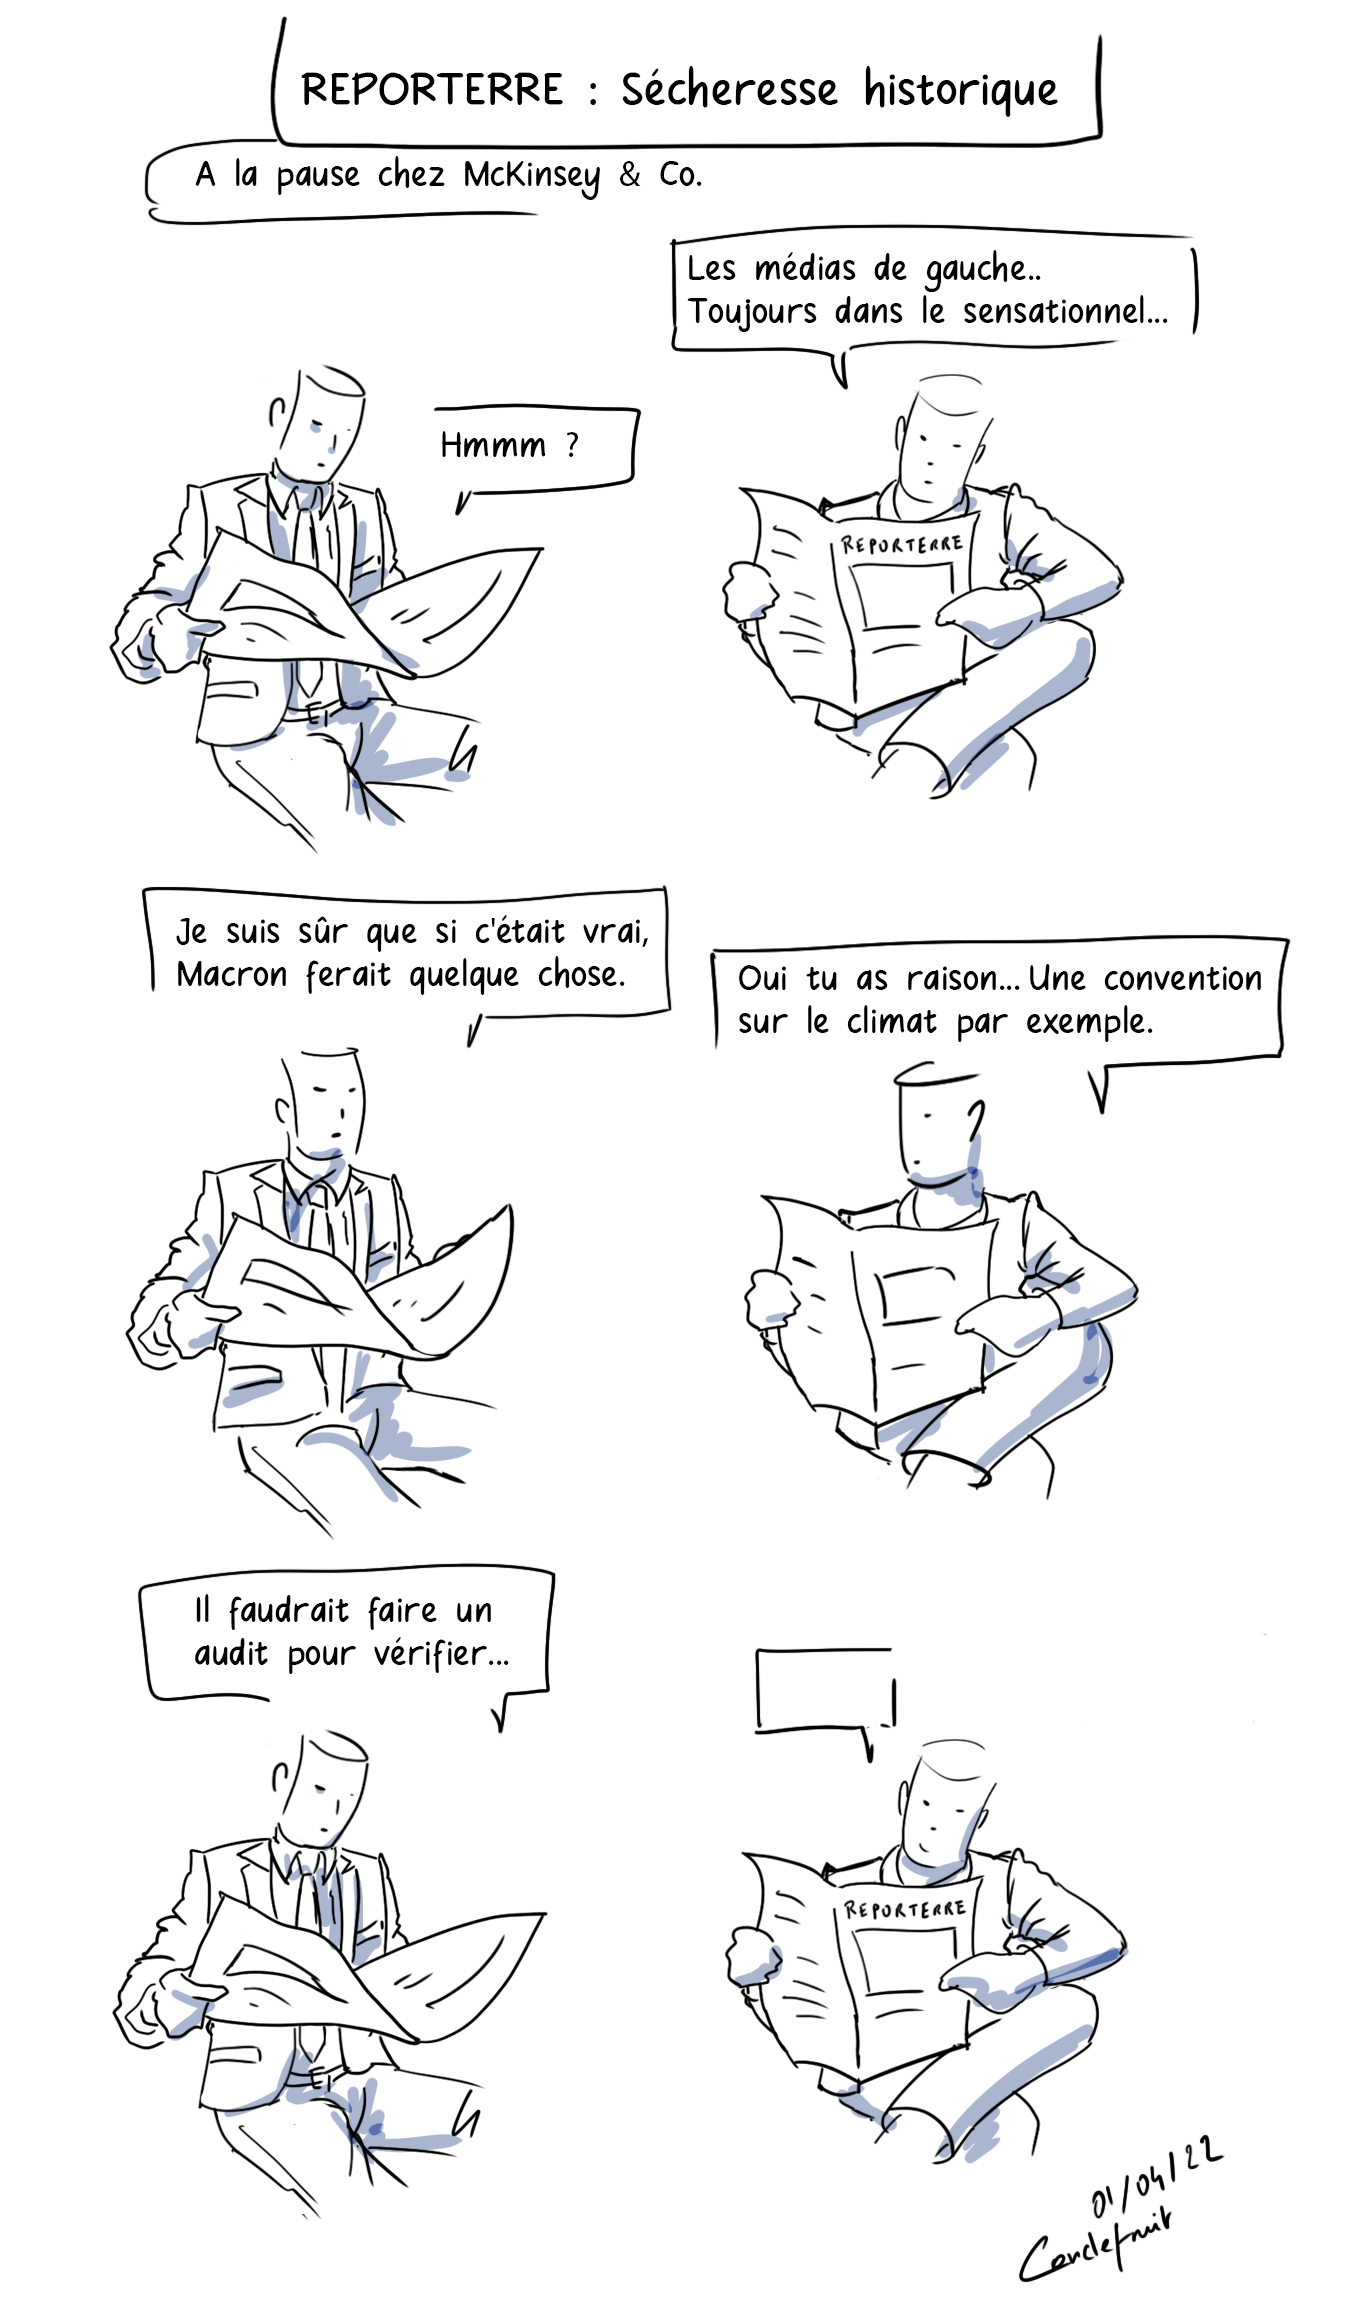 REPORTERRE : Sécheresse historique
A la pause chez McKinsey & Co.
Les médias de gauche..
Toujours dans le sensationnel...
Hmmm ?
REPORTERRE
Je suis sûr que si c'était vrai,
Macron ferait quelque chose.
Oui tu as raison... Une convention
sur le climat par exemple.
Il faudrait faire un
audit pour vérifier...
REPORTERRE
01/04/22